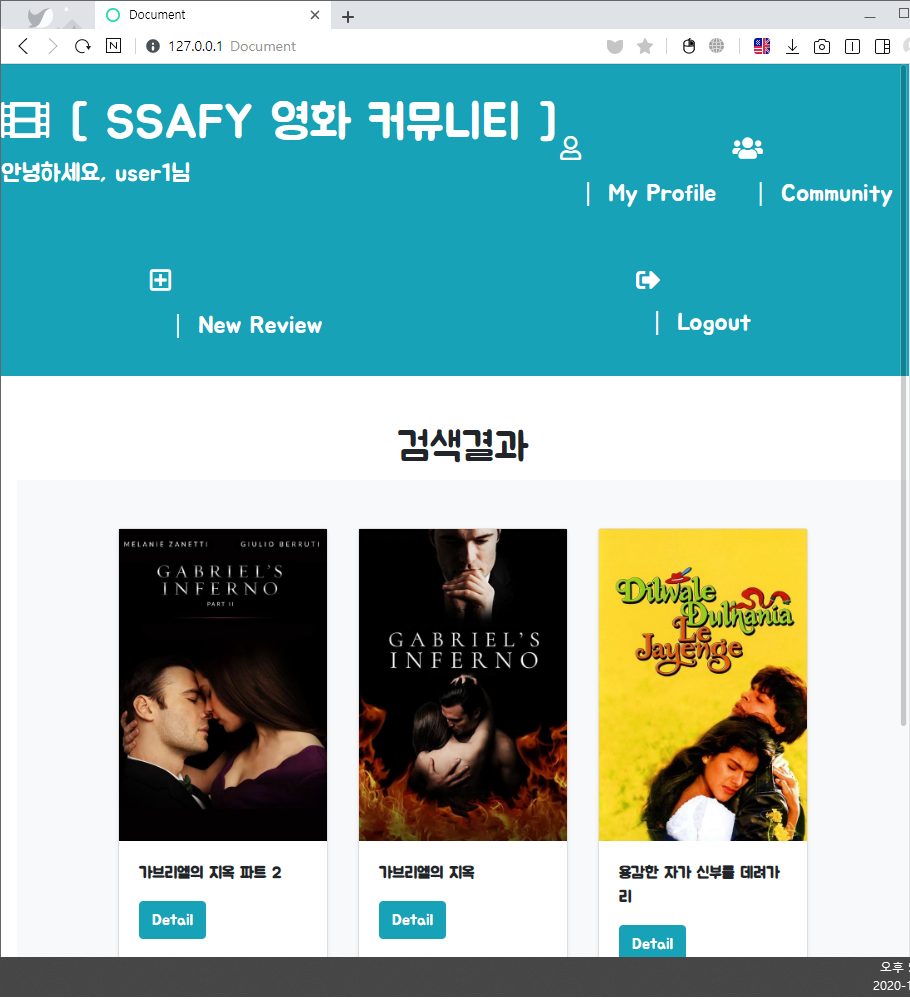 Document
N
127.0.0.1 Document
[ SSAFY 영화 커뮤니티 ]
안녕하세요, user1님
| My Profile
| Community
| New Review
| Logout
검색결과
MELANIE ZANETTI GIULIO BERRUTI
GABRIEL'S
INFERNO
PART II
GABRIEL'S
INFERNO
Dilwale
Dulhania
Le
Jayenge
가브리엘의 지옥 파트 2
Detail
가브리엘의 지옥
Detail
용감한 자가 신부를 데려가
리
Detail
오후
2020-1